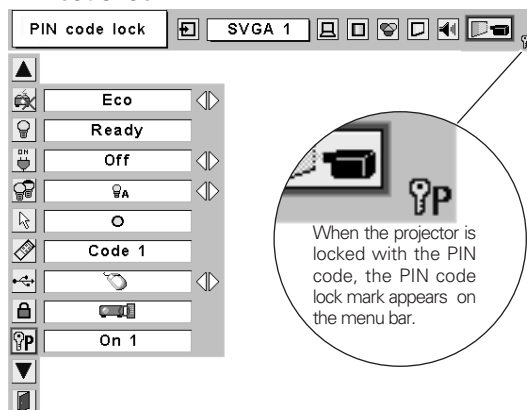 PIN code lock
SVGA 1
Eco
Ready
ON
Off
A
Code 1
P
On 1
P
When the projector is
locked with the PIN
code, the PIN code
lock mark appears on
the menu bar.